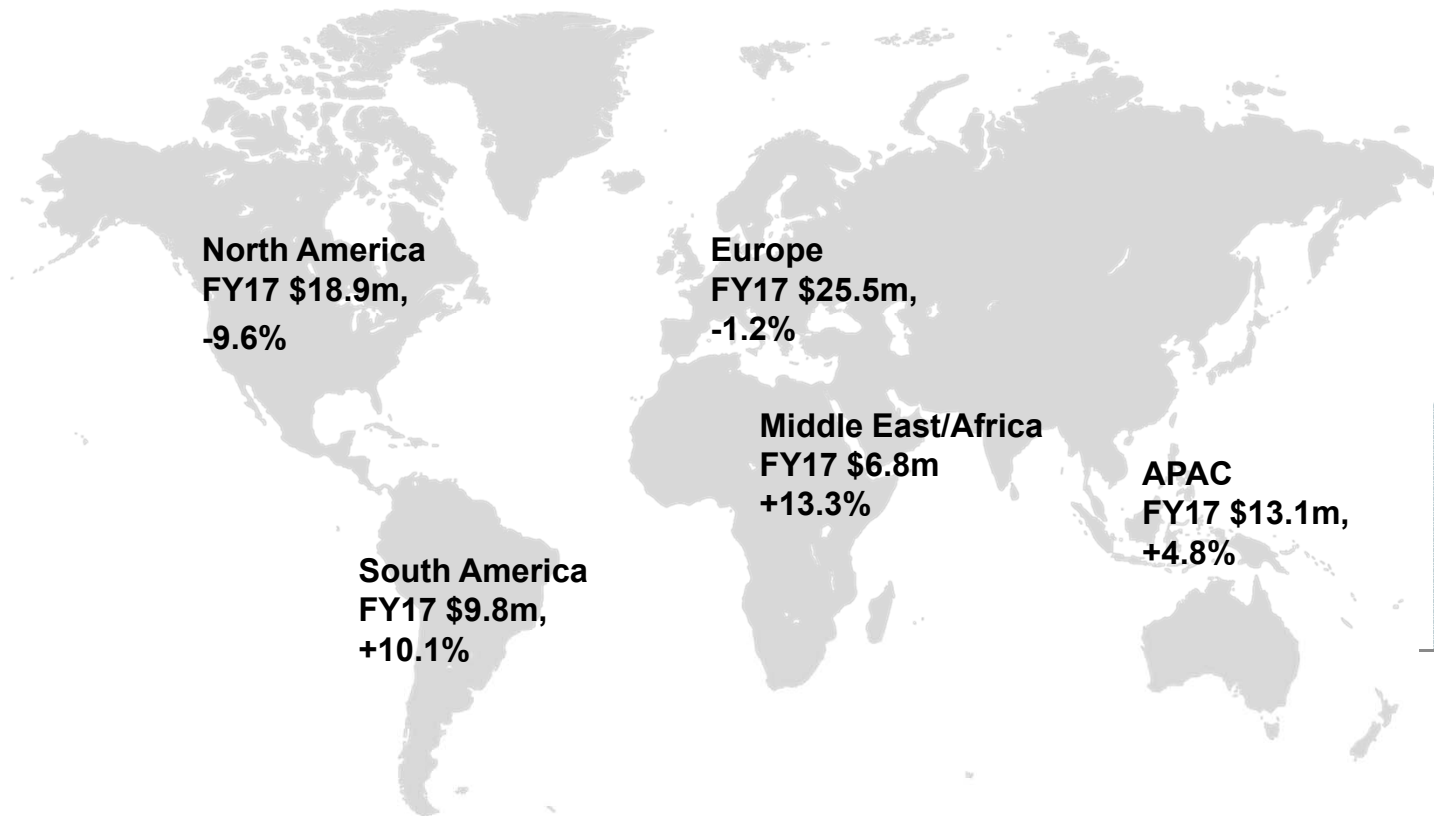 North America
FY17 $18.9m,
-9.6%
Europe
FY17 $25.5m,
-1.2%
Middle East/Africa
FY17 $6.8m
+13.3%
APAC
FY17 $13.1m,
+4.8%
South America
FY17 $9.8m,
+10.1%